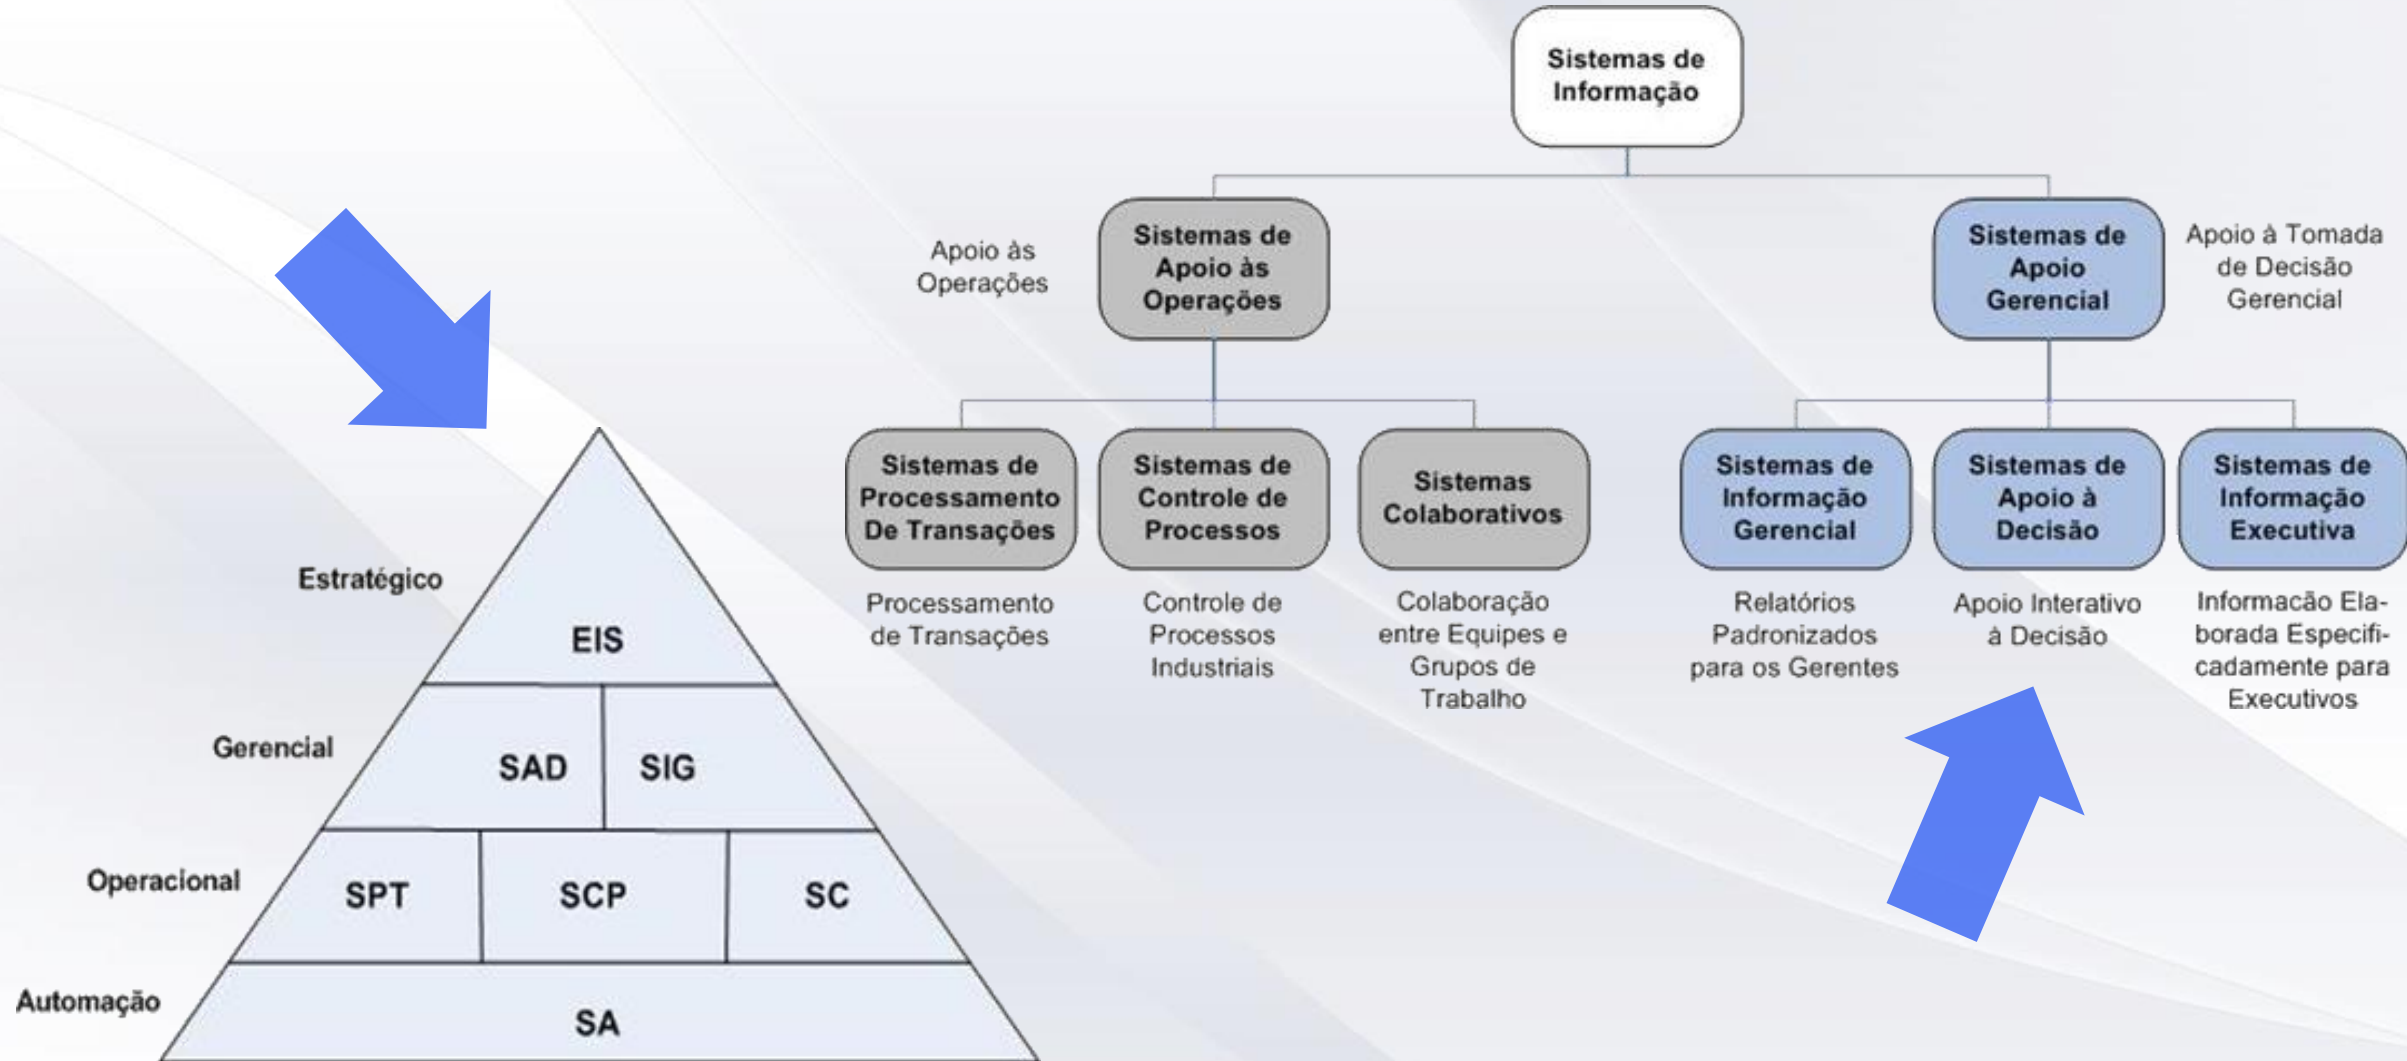 Sistemas de
Informação
Apoio às
Operações
Sistemas de
Apoio às
Operações
Sistemas de
Apoio
Gerencial
Apoio à Tomada
de Decisão
Gerencial
Sistemas de
Processamento
De Transações
Sistemas de
Controle de
Processos
Sistemas
Colaborativos
Sistemas de
Informação
Gerencial
Sistemas de
Apoio à
Decisão
Sistemas de
Informação
Executiva
Processamento
de Transações
Controle de
Processos
Industriais
Colaboração
entre Equipes e
Grupos de
Trabalho
Relatórios
Padronizados
para os Gerentes
Apoio Interativo
à Decisão
Informacão Ela-
borada Especifi-
cadamente para
Executivos
Estratégico
EIS
Gerencial
SAD
SIG
Operacional
SPT
SCP
SC
Automação
SA